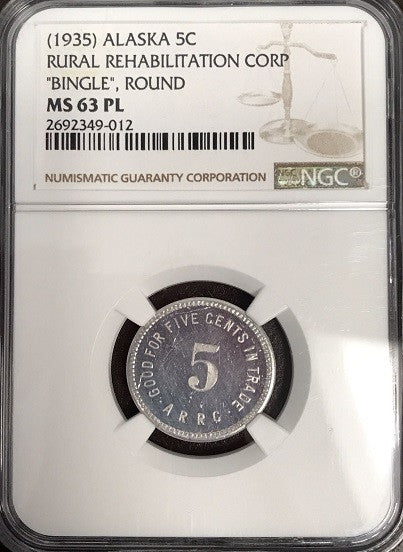 (1935) ALASKA 5C
RURAL REHABILITATION CORP
"BINGLE", ROUND
MS 63 PL
2692349-012
NUMISMATIC GUARANTY CORPORATION
NGC®
GOOD FOR FIVE CENTS IN TRADE
5
A.R.R.C.